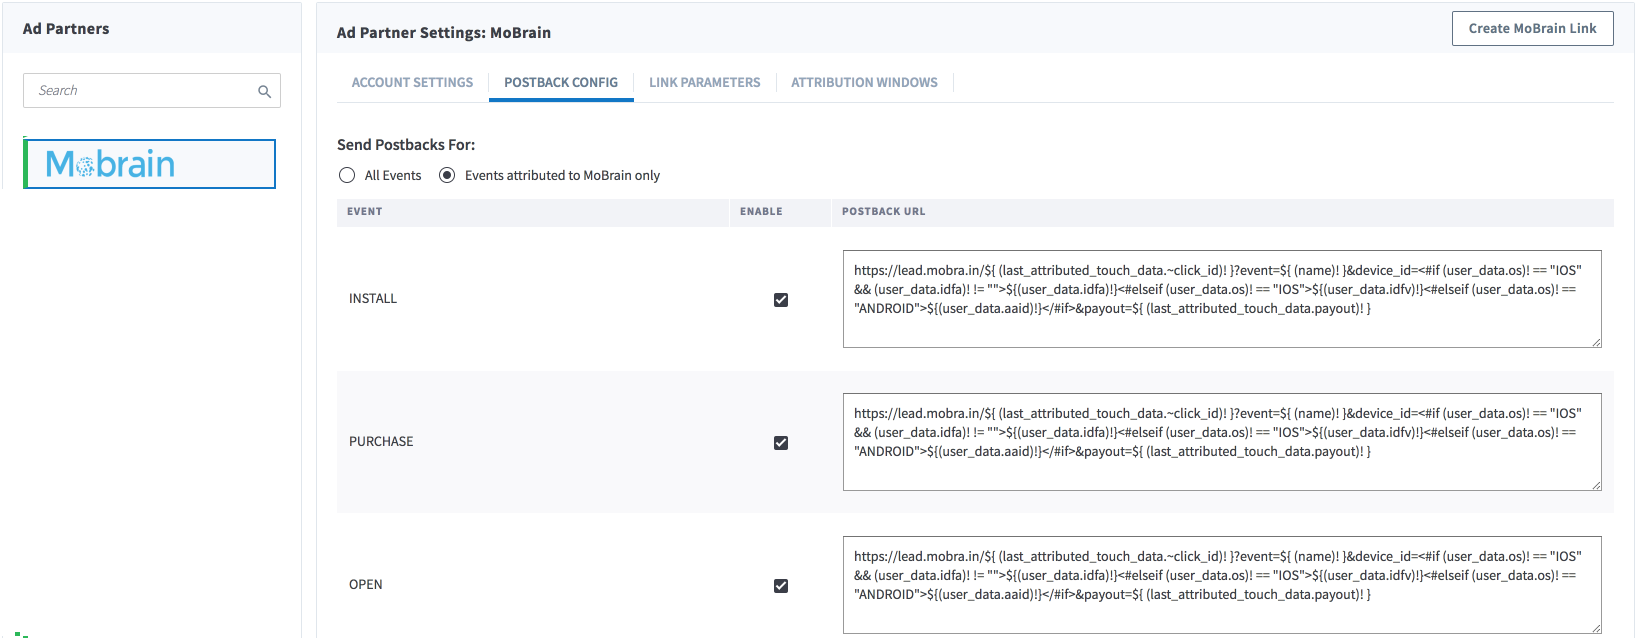 Ad Partners
Search
Mobrain
Ad Partner Settings: MoBrain
Create MoBrain Link
ACCOUNT SETTINGS
POSTBACK CONFIG
LINK PARAMETERS
ATTRIBUTION WINDOWS
Send Postbacks For:
All Events
Events attributed to MoBrain only
EVENT
ENABLE
POSTBACK URL
INSTALL
https://lead.mobra.in/${ (last_attributed_touch_data.~click_id)! }?event=${ (name)! }&device_id=<#if (user_data.os)! == "IOS"
&& (user_data.idfa)! != "">${(user_data.idfa)!}<#elseif (user_data.os)! == "IOS">${(user_data.idfv)!}<#elseif (user_data.os)! ==
"ANDROID">${(user_data.aaid)!}</#if>&payout=${ (last_attributed_touch_data.payout)! }
PURCHASE
https://lead.mobra.in/${ (last_attributed_touch_data.~click_id)! }?event=${ (name)! }&device_id=<#if (user_data.os)! == "IOS"
&& (user_data.idfa)! != "">${(user_data.idfa)!}<#elseif (user_data.os)! == "IOS">${(user_data.idfv)!}<#elseif (user_data.os)! ==
"ANDROID">${(user_data.aaid)!}</#if>&payout=${ (last_attributed_touch_data.payout)! }
OPEN
https://lead.mobra.in/${ (last_attributed_touch_data.~click_id)! }?event=${ (name)! }&device_id=<#if (user_data.os)! == "IOS"
&& (user_data.idfa)! != "">${(user_data.idfa)!}<#elseif (user_data.os)! == "IOS">${(user_data.idfv)!}<#elseif (user_data.os)! ==
"ANDROID">${(user_data.aaid)!}</#if>&payout=${ (last_attributed_touch_data.payout)! }